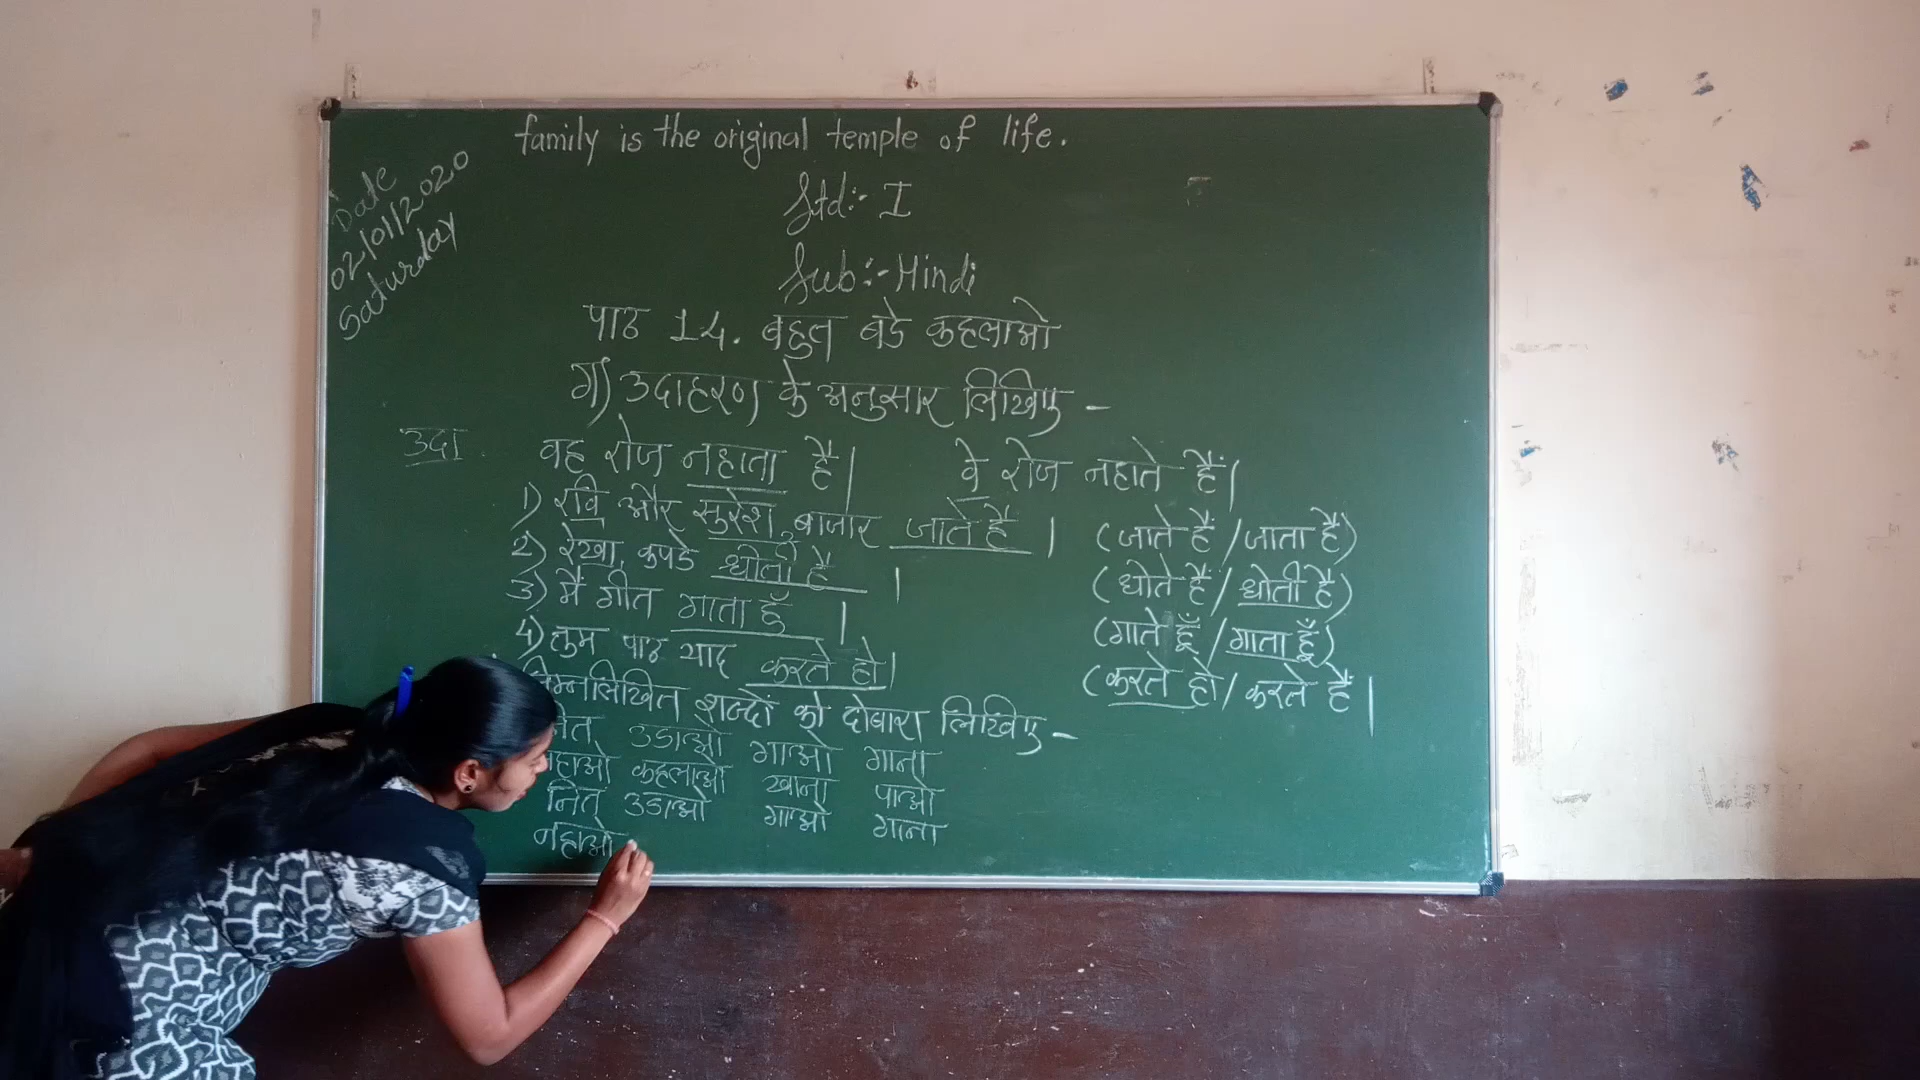 family is the original temple of life.
Date
02/01/2020
Saturday
Std:- I
Sub:- Hindi
पाठ 14. बहुत बडे कहलाओ
ग) उदाहरण के अनुसार लिखिए -
उदा. वह रोज नहाता है। वे रोज नहाते हैं।
1) रवि और सुरेश बाजार जाते है । (जाते हैं /जाता हैं)
2) रेखा कपडे धोती है । (धोते हैं / धोती है)
3) मैं गीत गाता हुँ । (गाते हूँ /गाता हूँ)
4) तुम पाठ याद करते हो। (करते हो/ करते हैं।
निम्नलिखित शब्दों को दोबारा लिखिए -
उडाओ गाओ गाना
कहलाओ खाना पाओ
नित उडाओ गाओ गाना
नहाओ